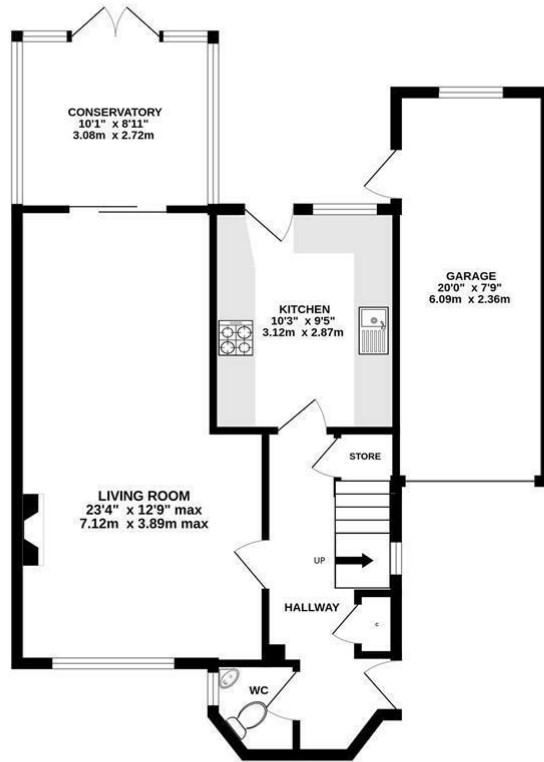 CONSERVATORY
10'1" x 8'11"
3.08m x 2.72m
GARAGE
20'0" x 7'9"
6.09m x 2.36m
KITCHEN
10'3" x 9'5"
3.12m x 2.87m
STORE
LIVING ROOM
23'4" x 12'9" max
7.12m x 3.89m max
UP
HALLWAY
C
WC